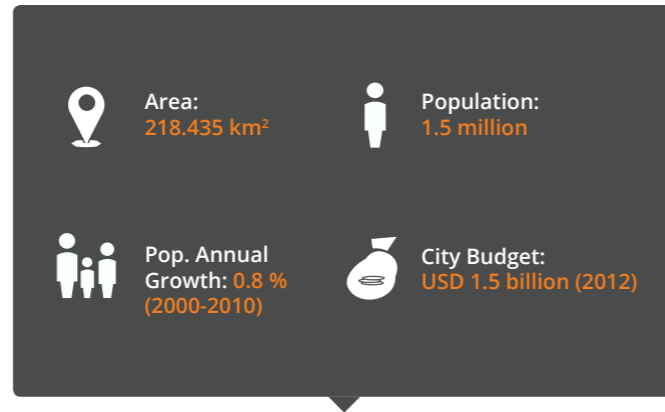 Area:
218.435 km²
Population:
1.5 million
Pop. Annual
Growth: 0.8 %
(2000-2010)
City Budget:
USD 1.5 billion (2012)